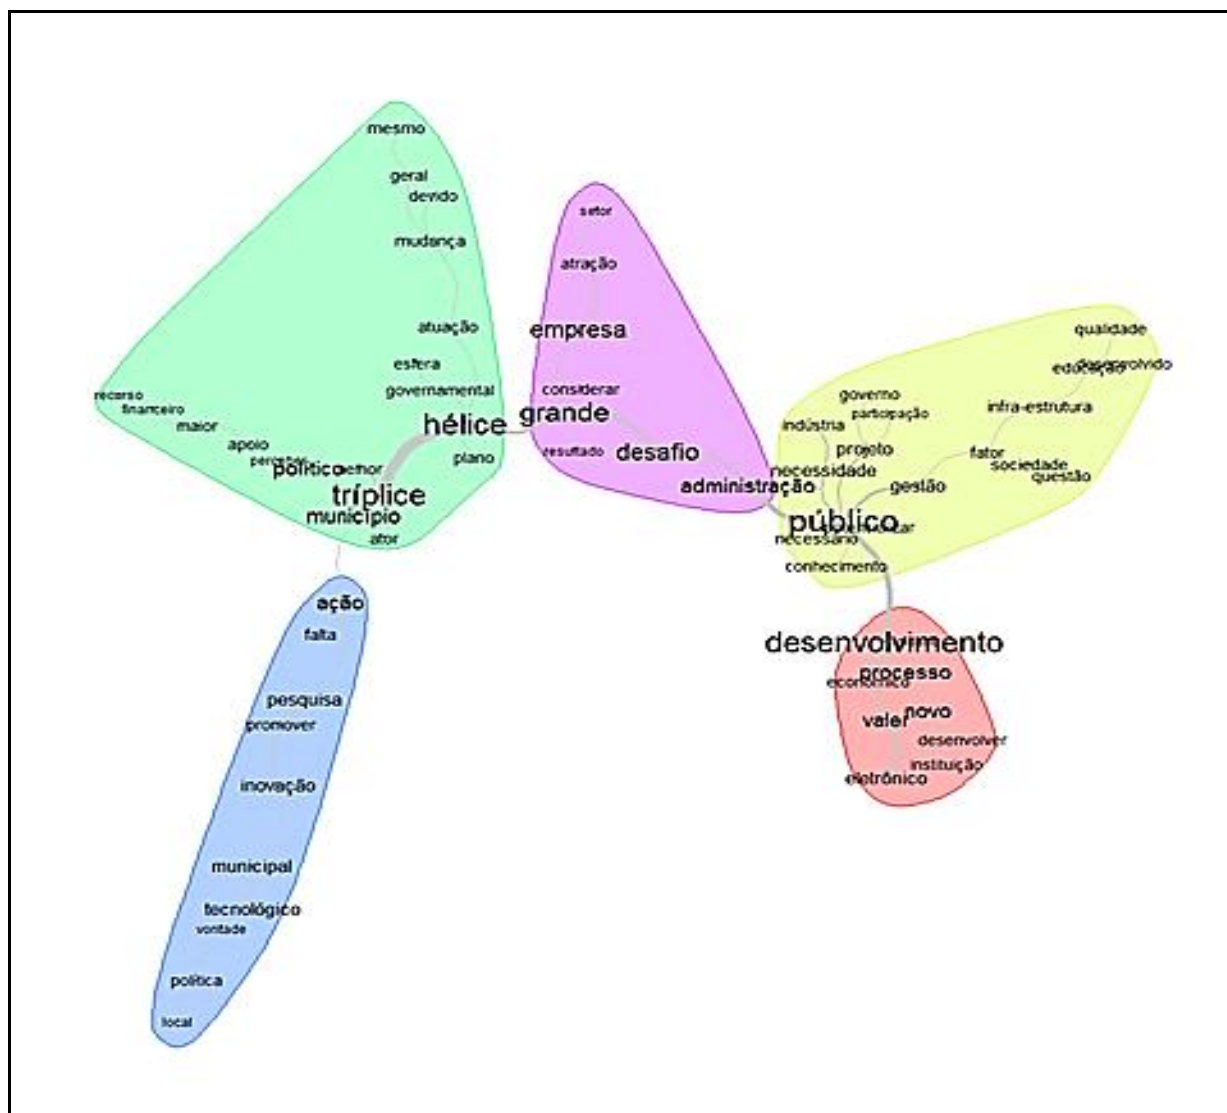 mesmo
geral
devido
mudança
atuação
esfera
governamental
hélice
plano
recurso
financeiro
maior
apoio
político
tríplice
município
ator
setor
atração
empresa
considerar
grande
resultado
desafio
administração
qualidade
educação
desenvolvido
governo
participação
infra-estrutura
indústria
projeto
fator
necessidade
sociedade
gestão
questão
público
necessário
conhecimento
ação
falta
pesquisa
promover
inovação
municipal
tecnológico
vontade
política
local
desenvolvimento
processo
econômico
novo
valer
desenvolver
instituição
eletrônico